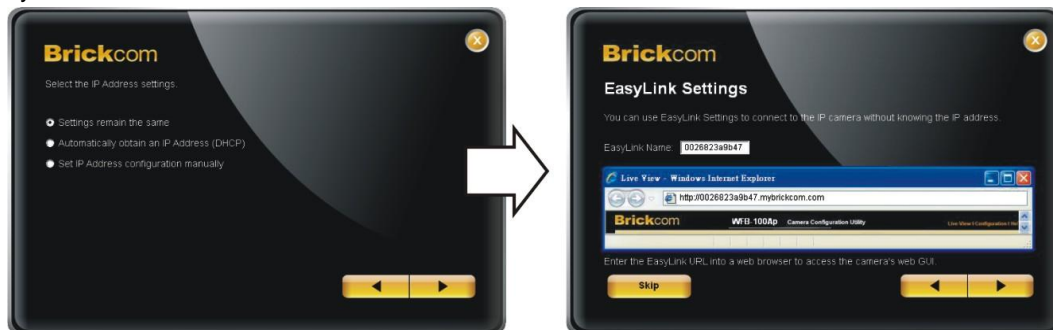 Brickcom
Select the IP Address settings.
Settings remain the same
Automatically obtain an IP Address (DHCP)
Set IP Address configuration manually
Brickcom
EasyLink Settings
You can use EasyLink Settings to connect to the IP camera without knowing the IP address.
EasyLink Name: 0026823a9b47
Live View - Windows Internet Explorer
http://0026823a9b47.mybrickcom.com
Brickcom WFB-100Ap Camera Configuration Utility Live View | Configuration |
Enter the EasyLink URL into a web browser to access the camera's web GUI.
Skip